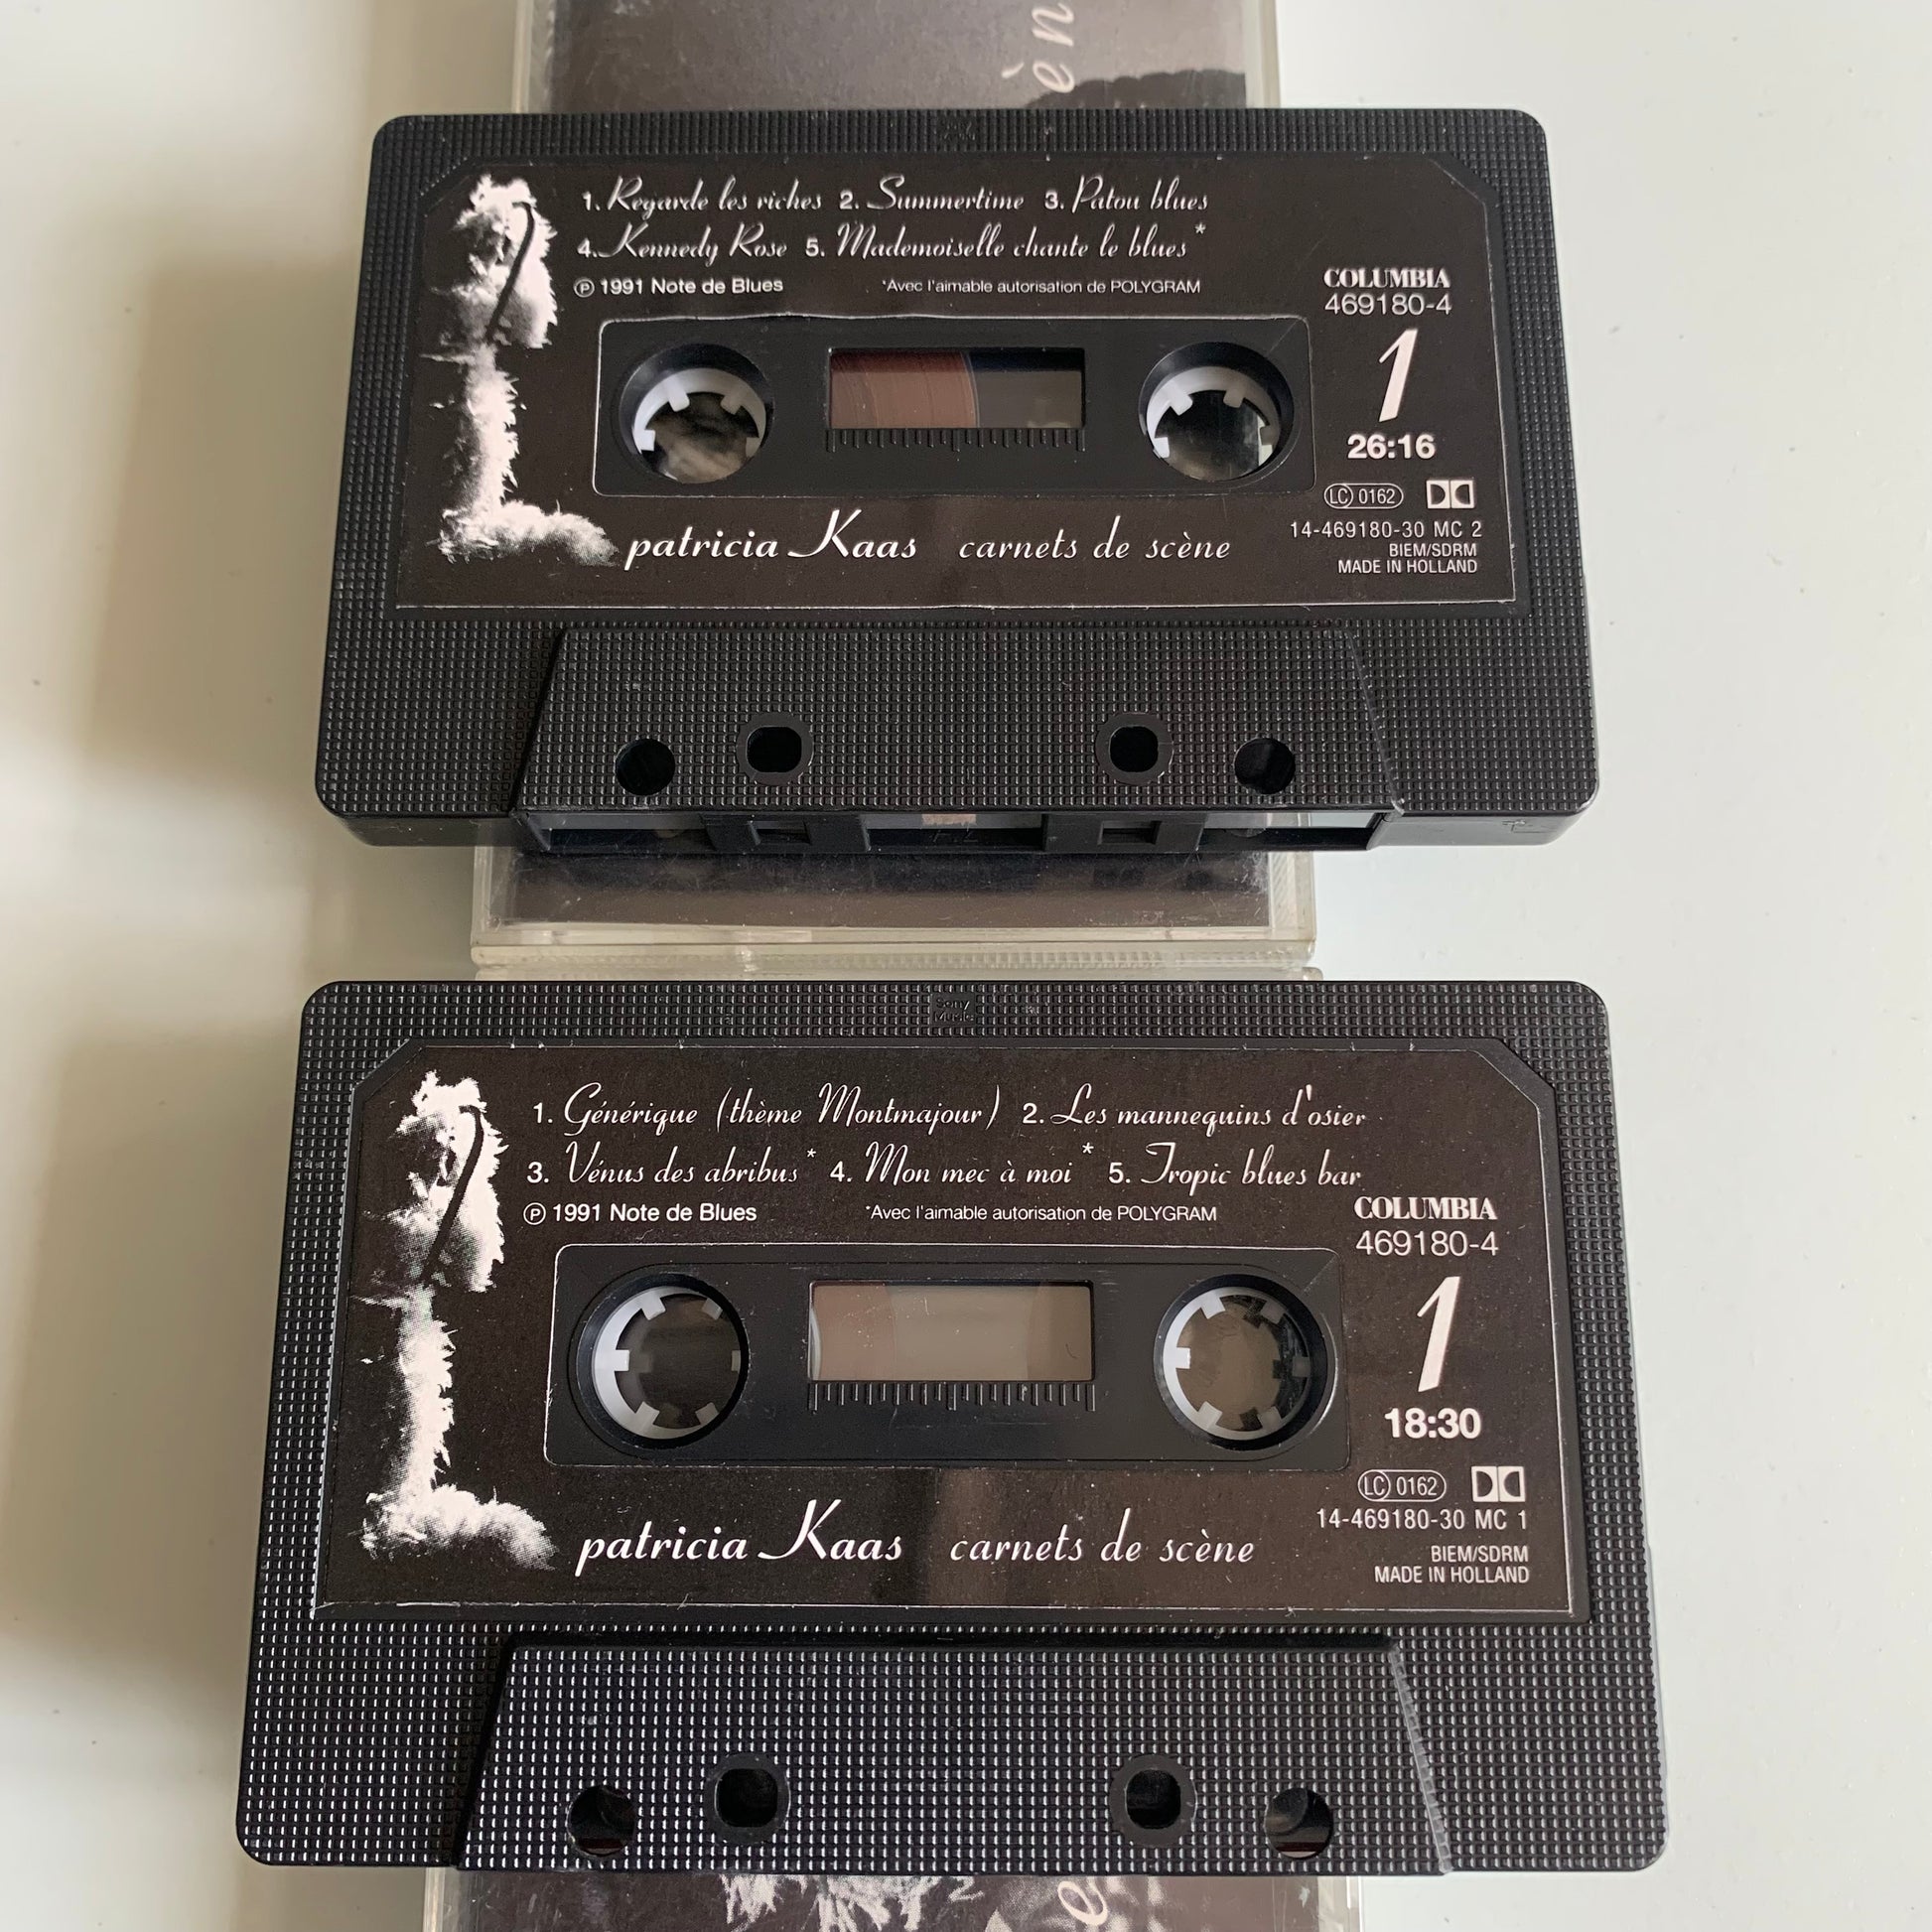 èn
1. Regarde les riches 2. Summertime 3. Patou blues
4. Kennedy Rose 5. Mademoiselle chante le blues*
℗ 1991 Note de Blues *Avec l'aimable autorisation de POLYGRAM
COLUMBIA
469180-4
1
26:16
LC 0162
patricia Kaas carnets de scène
14-469180-30 MC 2
BIEM/SDRM
MADE IN HOLLAND
Sony
Music
1. Générique (thème Montmajour) 2. Les mannequins d'osier
3. Vénus des abribus* 4. Mon mec à moi* 5. Tropic blues bar
℗ 1991 Note de Blues *Avec l'aimable autorisation de POLYGRAM
COLUMBIA
469180-4
1
18:30
LC 0162
14-469180-30 MC 1
patricia Kaas carnets de scène
BIEM/SDRM
MADE IN HOLLAND
e